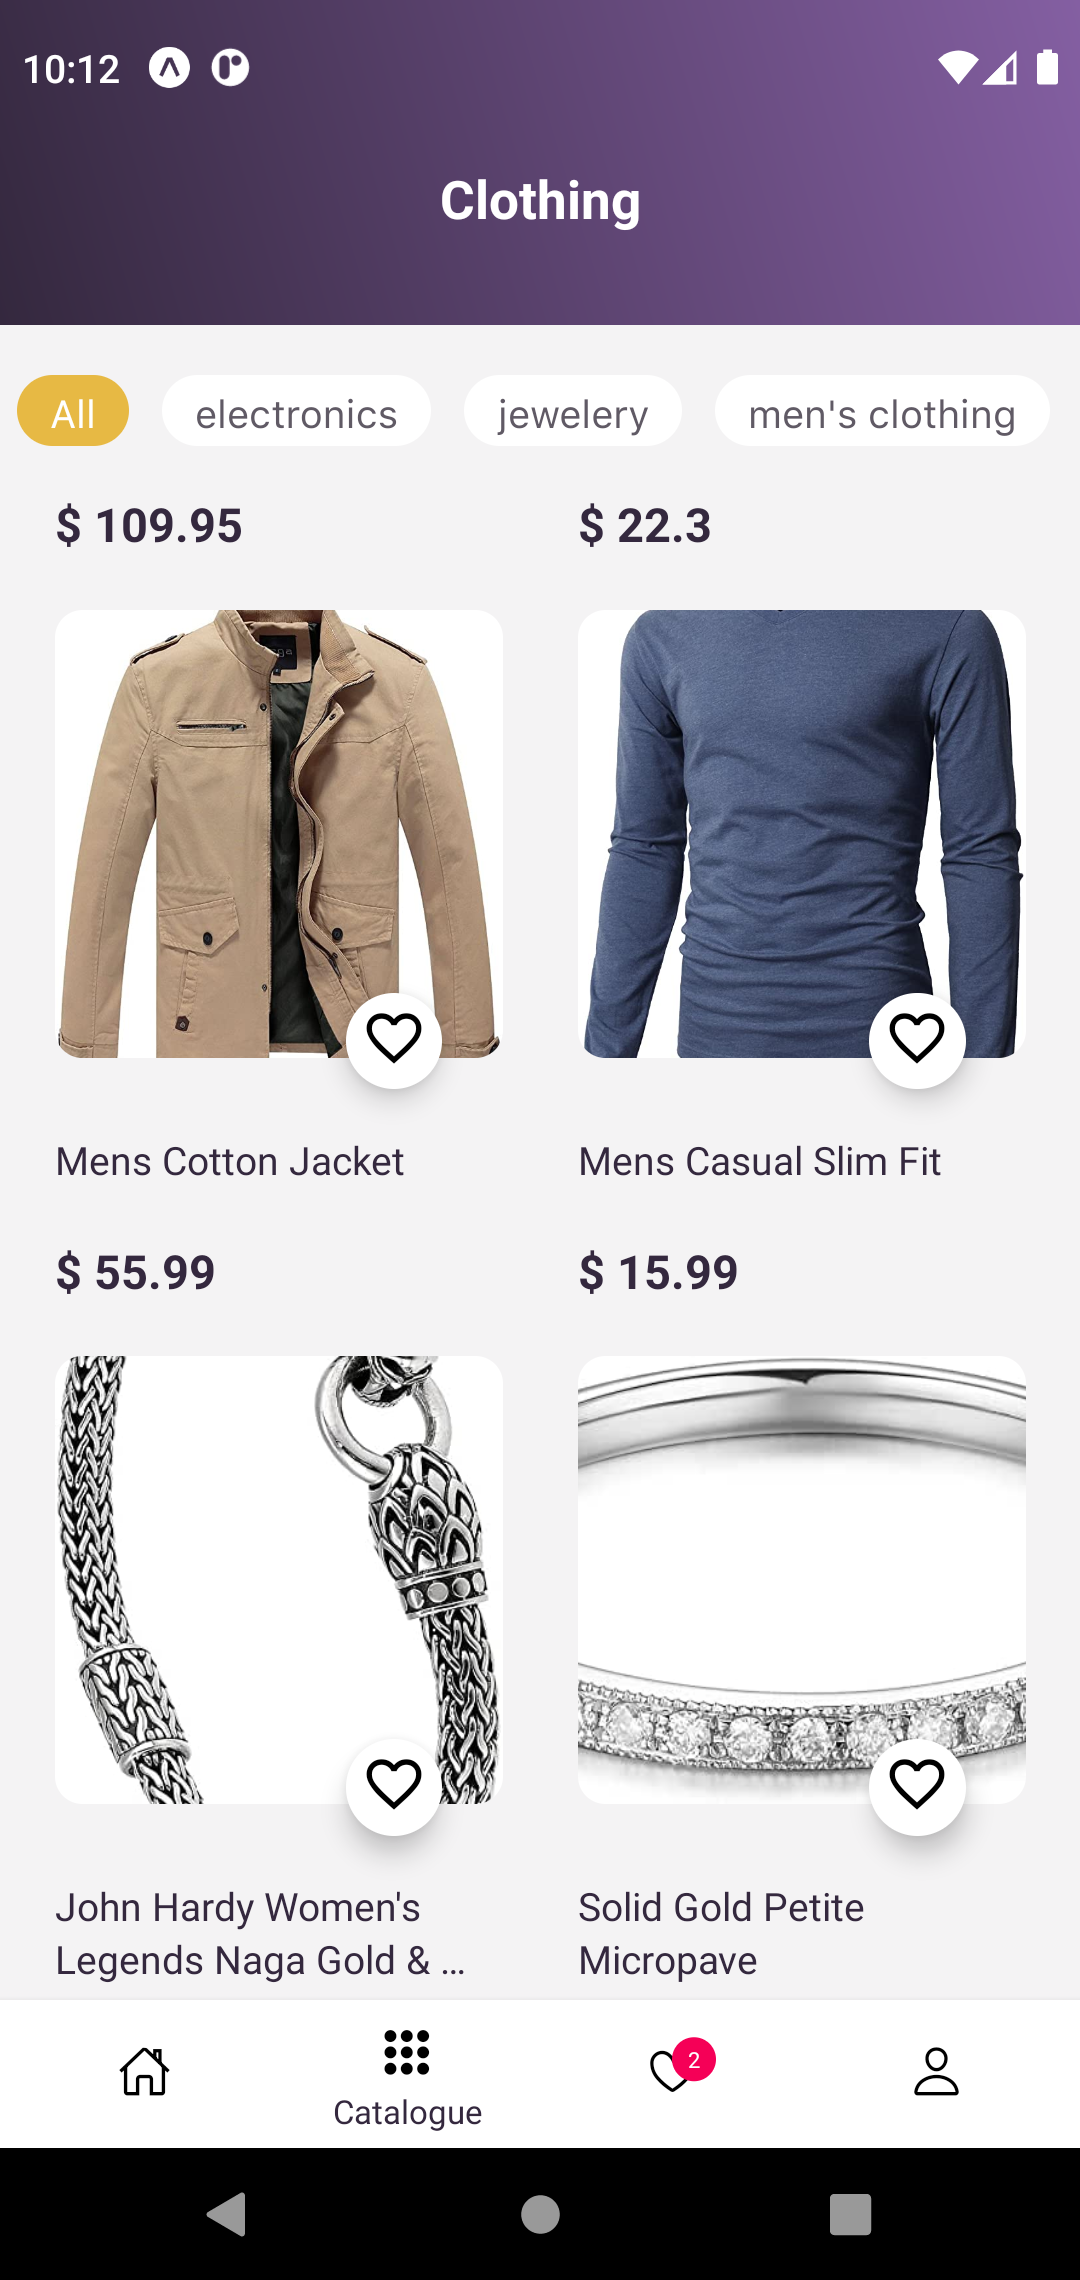 10:12
Clothing
All electronics jewelery men's clothing
$ 109.95 $ 22.3
Mens Cotton Jacket Mens Casual Slim Fit
$ 55.99 $ 15.99
John Hardy Women's Solid Gold Petite
Legends Naga Gold & … Micropave
2
Catalogue